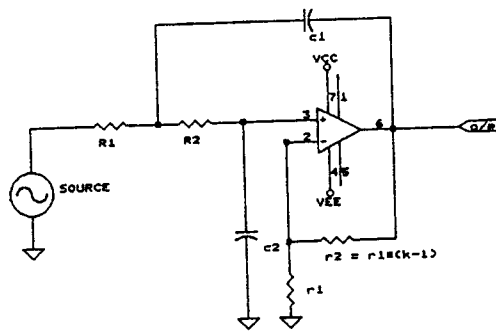 c1
VCC
7 1
3
6
2
O/P
R1
R2
SOURCE
4 5
VEE
c2
r2 = r1*(k-1)
r1